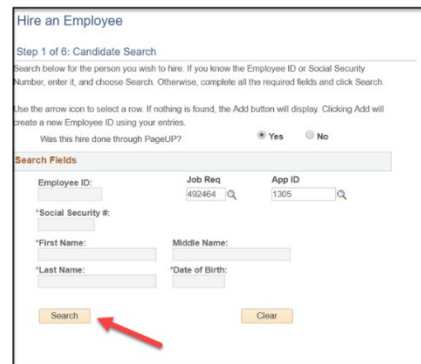 Hire an Employee
Step 1 of 6: Candidate Search
Search below for the person you wish to hire. If you know the Employee ID or Social Security
Number, enter it, and choose Search. Otherwise, complete all the required fields and click Search.
Use the arrow icon to select a row. If nothing is found, the Add button will display. Clicking Add will
create a new Employee ID using your entries.
Was this hire done through PageUP? Yes No
Search Fields
Employee ID: Job Req App ID
492464 1305
*Social Security #:
*First Name: Middle Name:
*Last Name: *Date of Birth:
Search Clear